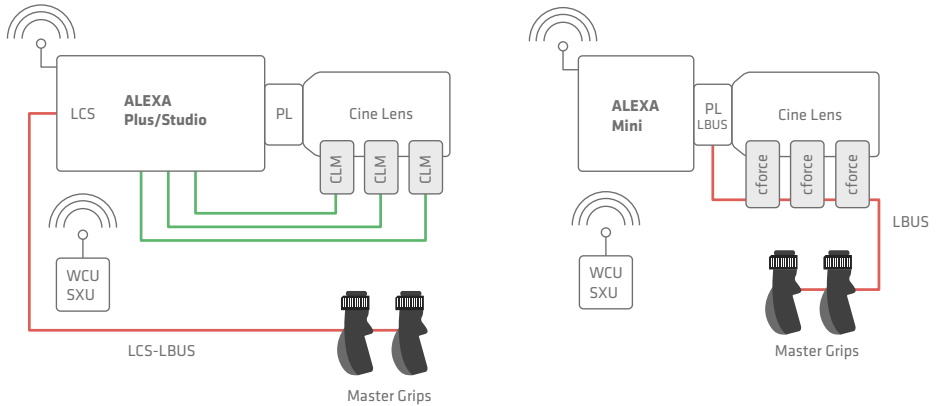 LCS
ALEXA
Plus/Studio
PL
Cine Lens
CLM
CLM
CLM
WCU
SXU
LCS-LBUS
Master Grips
ALEXA
Mini
PL
LBUS
Cine Lens
cforce
cforce
cforce
LBUS
WCU
SXU
Master Grips